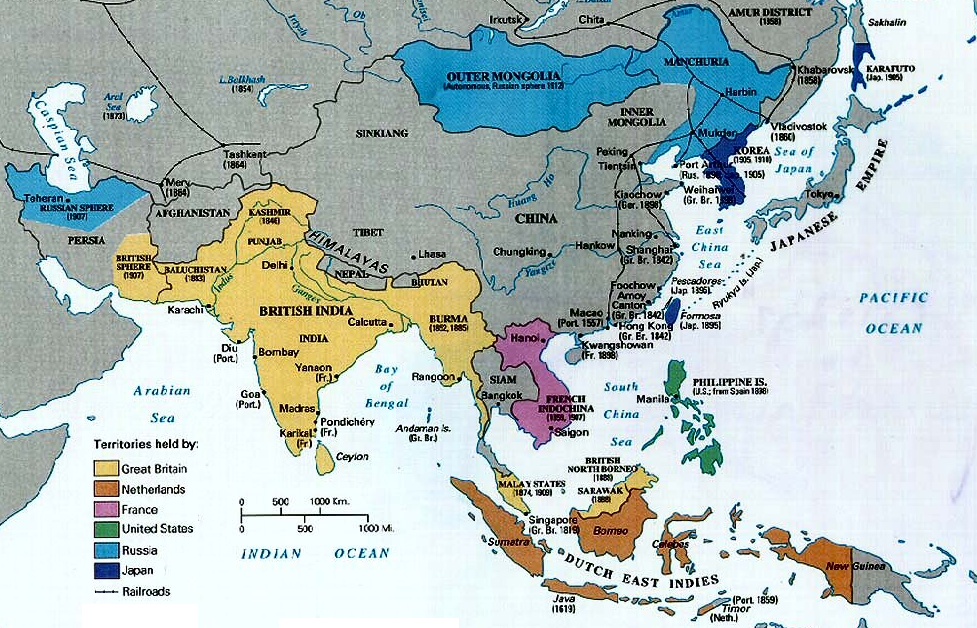 Irtysh
Ob
Irkutsk
Chita
Amur
AMUR DISTRICT
(1858)
Sakhalin
OUTER MONGOLIA
(Autonomous, Russian sphere 1912)
MANCHURIA
Khabarovsk
(1858)
KARAFUTO
(Jap. 1905)
Harbin
Caspian Sea
Aral
Sea
(1873)
L.Balkhash
(1854)
INNER
MONGOLIA
SINKIANG
Mukden
Vladivostok
(1860)
Tashkent
(1864)
Peking
Tientsin
Port Arthur
KOREA
(1905, 1910)
Sea of
Japan
Merv
(1884)
Teheran
RUSSIAN SPHERE
(1907)
Kiaochow
(Ger. 1898)
Weihaiwei
Tokyo
JAPANESE EMPIRE
AFGHANISTAN
KASHMIR
(1846)
Huang
Ho
CHINA
PERSIA
PUNJAB
HIMALAYAS
TIBET
Lhasa
Chungking
Hankow
Nanking
Shanghai
(Gr. Br. 1842)
East
China
Sea
BRITISH
SPHERE
(1907)
BALUCHISTAN
(1883)
Delhi
NEPAL
BHUTAN
Yangtze
Indus
Ganges
Pescadores
(Jap. 1895)
Ryukyu Is. (Jap.)
Foochow
Amoy
Canton
(Gr. Br. 1842)
Karachi
BRITISH INDIA
Calcutta
BURMA
(1852, 1885)
Macao
(Port. 1557)
Hong Kong
(Gr. Br. 1842)
Formosa
(Jap. 1895)
PACIFIC
OCEAN
INDIA
Hanoi
Kwangshowan
(Fr. 1898)
Diu
(Port.)
Bombay
Yanaon
(Fr.)
Bay
of
Bengal
Rangoon
SIAM
Bangkok
South
China
Sea
PHILIPPINE IS.
(U.S.; from Spain 1898)
Manila
Arabian
Sea
Goa
(Port.)
Madras
Pondichéry
(Fr.)
Karikal
(Fr)
Andaman Is.
(Gr. Br.)
FRENCH
INDOCHINA
Saigon
Ceylon
Territories held by:
Great Britain
Netherlands
France
United States
Russia
Japan
Railroads
0 500 1000 Km.
0 500 1000 Mi.
INDIAN OCEAN
MALAY STATES
(1874, 1909)
BRITISH
NORTH BORNEO
(1888)
SARAWAK
(1888)
Singapore
(Gr. Br. 1819)
Sumatra
Borneo
Celebes
New Guinea
DUTCH EAST INDIES
Java
(1619)
(Port. 1859)
Timor
(Neth.)